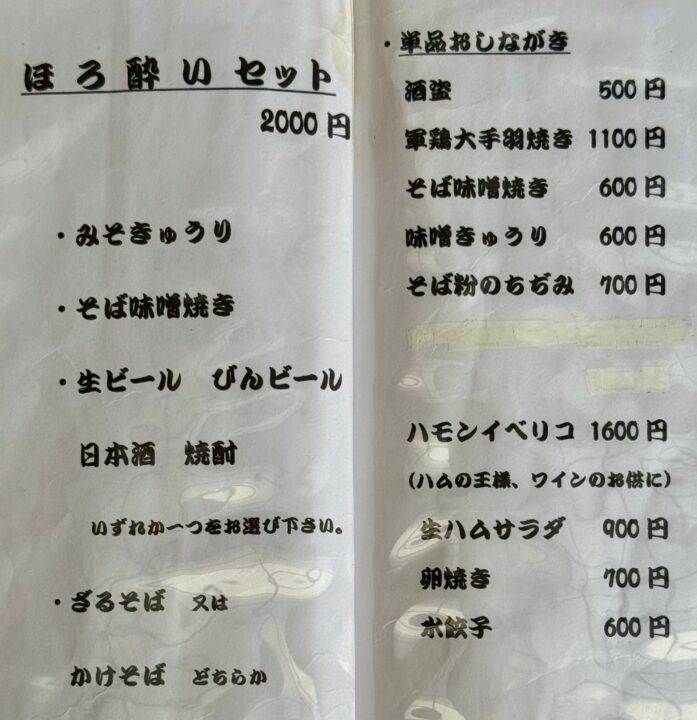 ほろ酔いセット
2000円
・みそきゅうり
・そば味噌焼き
・生ビール びんビール
日本酒 焼酎
いずれか一つをお選び下さい。
・ざるそば 又は
かけそば どちらか
・単品おしながき
酒盗 500円
軍鶏大手羽焼き 1100円
そば味噌焼き 600円
味噌きゅうり 600円
そば粉のちぢみ 700円
ハモンイベリコ 1600円
(ハムの王様、ワインのお供に)
生ハムサラダ 900円
卵焼き 700円
水餃子 600円